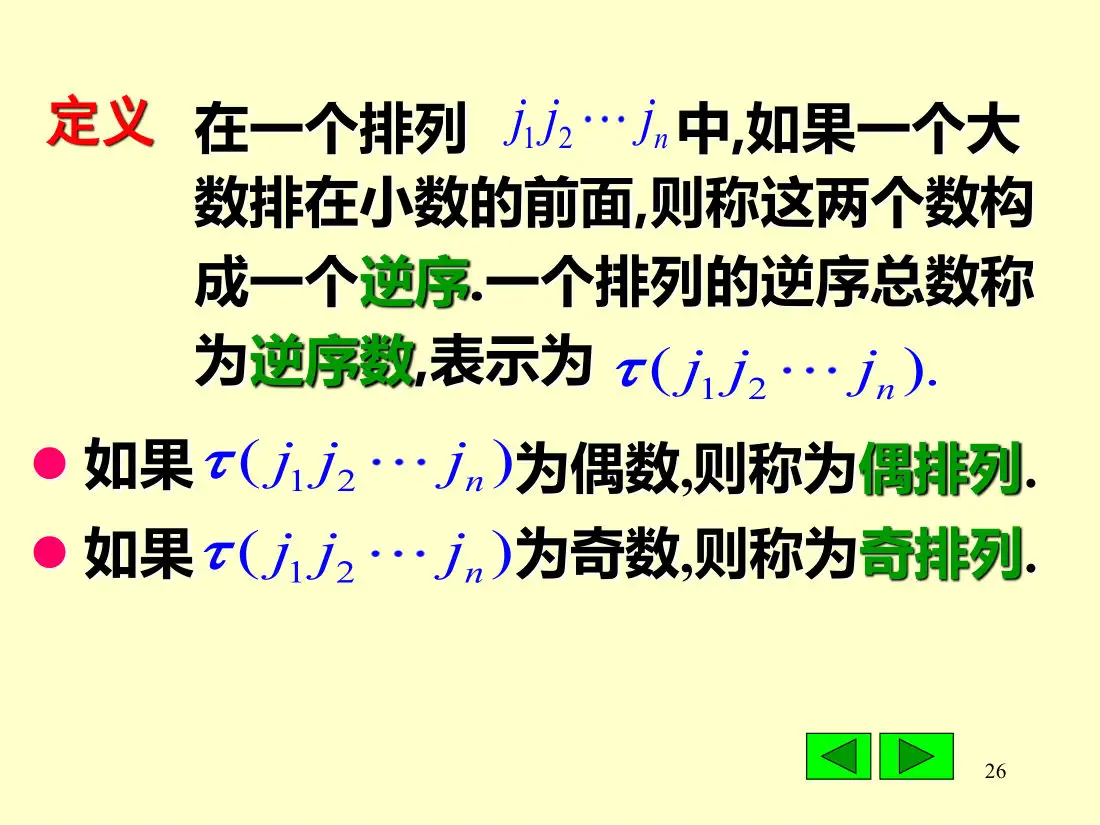 定义 在一个排列 j₁j₂⋯jₙ 中,如果一个大
数排在小数的前面,则称这两个数构
成一个逆序.一个排列的逆序总数称
为逆序数,表示为 τ(j₁j₂⋯jₙ).
● 如果τ(j₁j₂⋯jₙ)为偶数,则称为偶排列.
● 如果τ(j₁j₂⋯jₙ)为奇数,则称为奇排列.
26